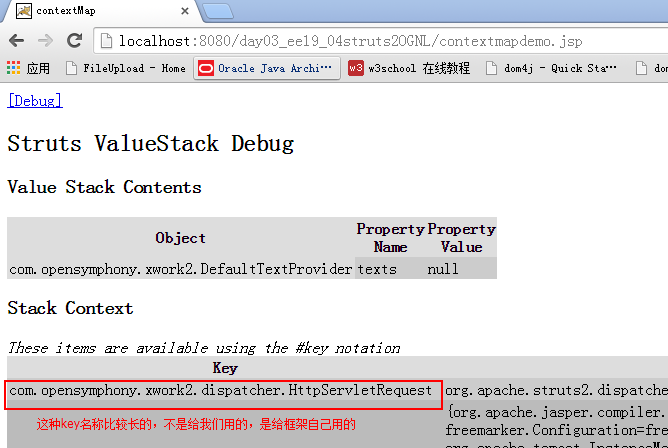 contextMap
localhost:8080/day03_ee19_04struts2OGNL/contextmapdemo.jsp
应用 FileUpload - Home Oracle Java Archi… w3 w3school 在线教程 dom4j - Quick Sta… dom
[Debug]
Struts ValueStack Debug
Value Stack Contents
Object Property Name Property Value
com.opensymphony.xwork2.DefaultTextProvider texts null
Stack Context
These items are available using the #key notation
Key
com.opensymphony.xwork2.dispatcher.HttpServletRequest org.apache.struts2.dispatche
{org.apache.jasper.compiler.
这种key名称比较长的，不是给我们用的，是给框架自己用的
freemarker.Configuration=fre